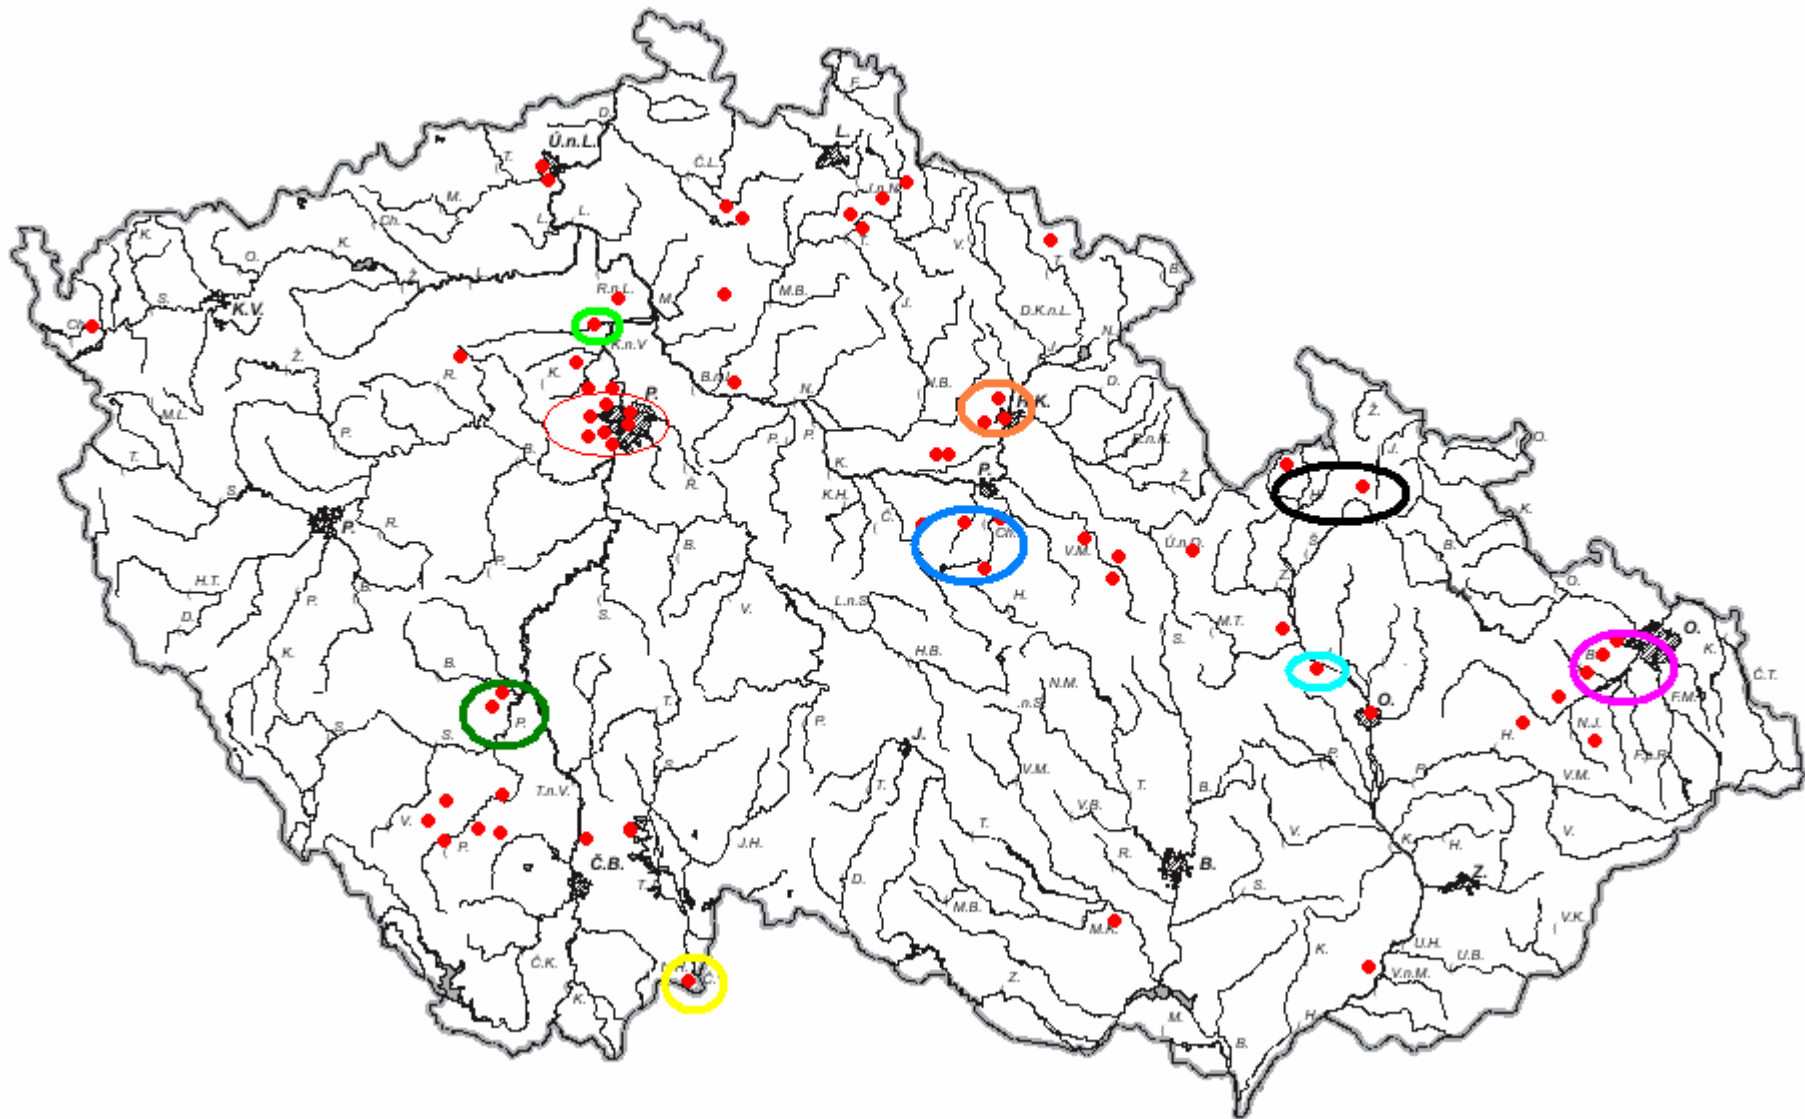 F.
D.
Ú.n.L.
L.
T.
Č.L.
M.
J.n.N.
Ch.
L.
L.
K.
T.
V.
K.
O.
T.
B.
Ž.
S.
R.n.L.
M.
M.B.
J.
D.K.n.L.
K.V.
Ch.
N.
K.n.V
J.
Ž.
R.
K.
B.n.L.
N.
N.B.
D.
M.L.
P.
H.K.
Ž.
P.
P.
P.
R.n.K.
O.
T.
B.
J.
S.
K.
P.
Ž.
H.
Ř.
K.H.
Č.
K.
P.
R.
Ch.
V.M.
Ú.n.O.
Š.
B.
B.
P.
H.T.
P.
B.
Z.
O.
D.
L.n.S.
H.
V.
S.
M.T.
S.
K.
H.B.
B.
O.
K.
B.
N.M.
Č.T.
T.
.n.S.
O.
F.M.
S.
P.
P.
N.J.
S.
J.
H.
P.
F.p.R.
S.
V.M.
R.
V.M.
T.n.V.
T.
T.
B.
V.B.
V.
P.
J.H.
T.
V.
K.
H.
V.
Č.B.
R.
B.
Z.
T.
D.
S.
M.B.
M.K.
V.K.
K.
U.H.
U.B.
Č.K.
N.H.
Č.
Z.
V.n.M.
K.
M.
H.
B.